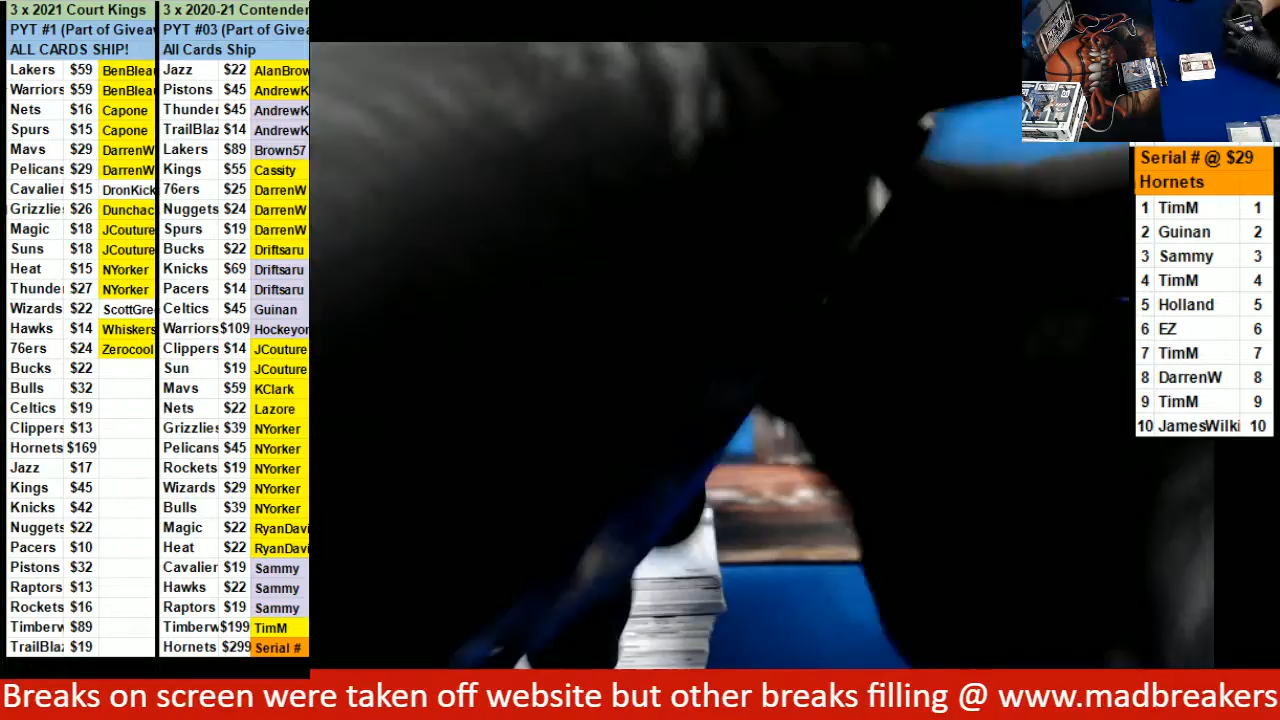 3 x 2021 Court Kings
PYT #1 (Part of Giveaw
ALL CARDS SHIP!
Lakers $59 BenBleau
Warriors $59 BenBleau
Nets $16 Capone
Spurs $15 Capone
Mavs $29 DarrenW
Pelicans $29 DarrenW
Cavalier $15 DronKick
Grizzlie $26 Dunchac
Magic $18 JCouture
Suns $18 JCouture
Heat $15 NYorker
Thunde $27 NYorker
Wizards $22 ScottGre
Hawks $14 Whiskers
76ers $24 Zerocool
Bucks $22
Bulls $32
Celtics $19
Clippers $13
Hornets $169
Jazz $17
Kings $45
Knicks $42
Nuggets $22
Pacers $10
Pistons $32
Raptors $13
Rockets $16
Timberw $89
TrailBla $19
3 x 2020-21 Contender
PYT #03 (Part of Givea
All Cards Ship
Jazz $22 AlanBrow
Pistons $45 AndrewK
Thunder $45 AndrewK
TrailBlaz $14 AndrewK
Lakers $89 Brown57
Kings $55 Cassity
76ers $25 DarrenW
Nuggets $24 DarrenW
Spurs $19 DarrenW
Bucks $22 Driftsaru
Knicks $69 Driftsaru
Pacers $14 Driftsaru
Celtics $45 Guinan
Warriors $109 Hockeyon
Clippers $14 JCouture
Sun $19 JCouture
Mavs $59 KClark
Nets $22 Lazore
Grizzlies $39 NYorker
Pelicans $45 NYorker
Rockets $19 NYorker
Wizards $29 NYorker
Bulls $39 NYorker
Magic $22 RyanDavi
Heat $22 RyanDavi
Cavalier $19 Sammy
Hawks $22 Sammy
Raptors $19 Sammy
Timberw $199 TimM
Hornets $299 Serial #
Serial # @ $29
Hornets
1 TimM 1
2 Guinan 2
3 Sammy 3
4 TimM 4
5 Holland 5
6 EZ 6
7 TimM 7
8 DarrenW 8
9 TimM 9
10 JamesWilki 10
Breaks on screen were taken off website but other breaks filling @ www.madbreakers